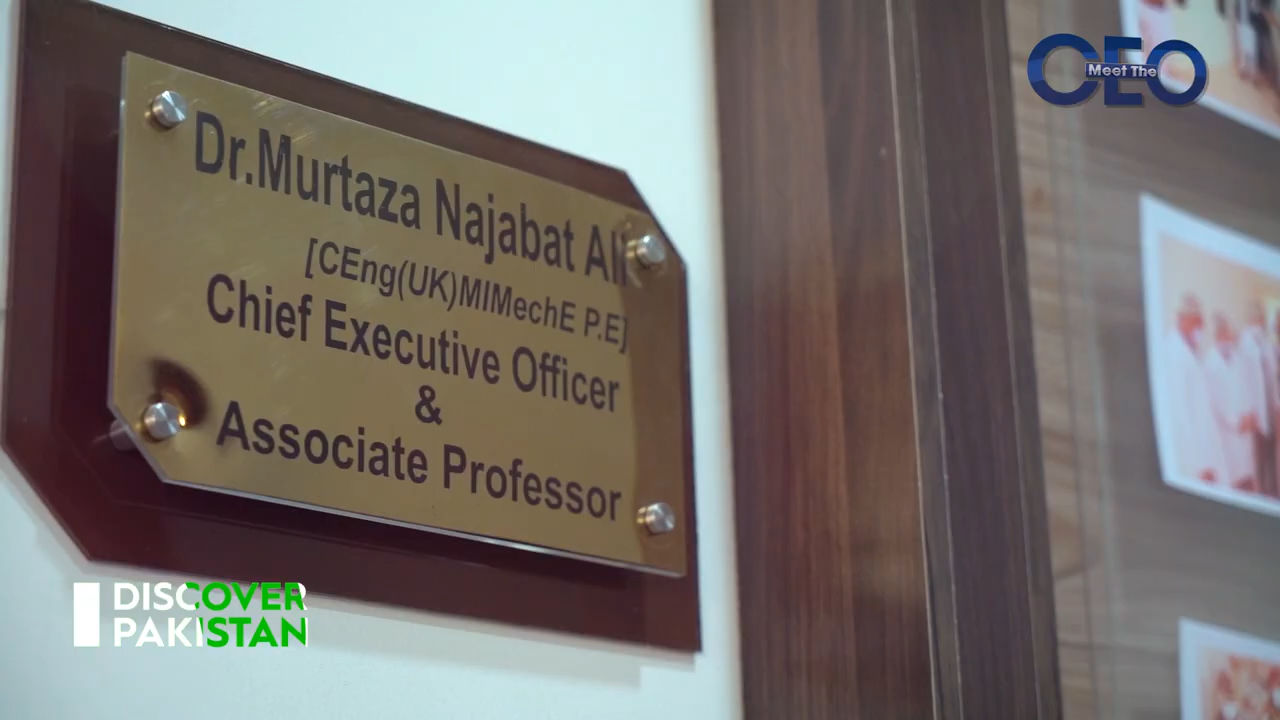 Dr.Murtaza Najabat Ali
[CEng(UK)MIMechE P.E]
Chief Executive Officer
&
Associate Professor
CEO
Meet The
DISCOVER
PAKISTAN